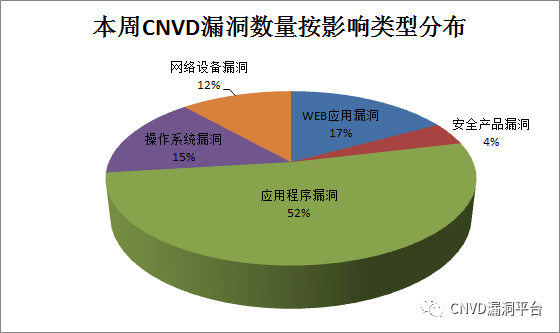 本周CNVD漏洞数量按影响类型分布
网络设备漏洞
12%
WEB应用漏洞
17%
安全产品漏洞
4%
操作系统漏洞
15%
应用程序漏洞
52%
CNVD漏洞平台